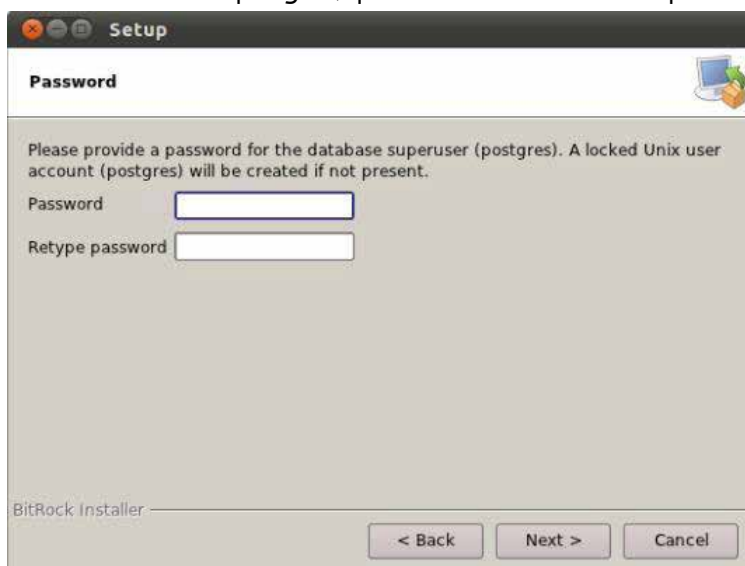 Setup
Password
Please provide a password for the database superuser (postgres). A locked Unix user
account (postgres) will be created if not present.
Password
Retype password
BitRock Installer
< Back Next > Cancel